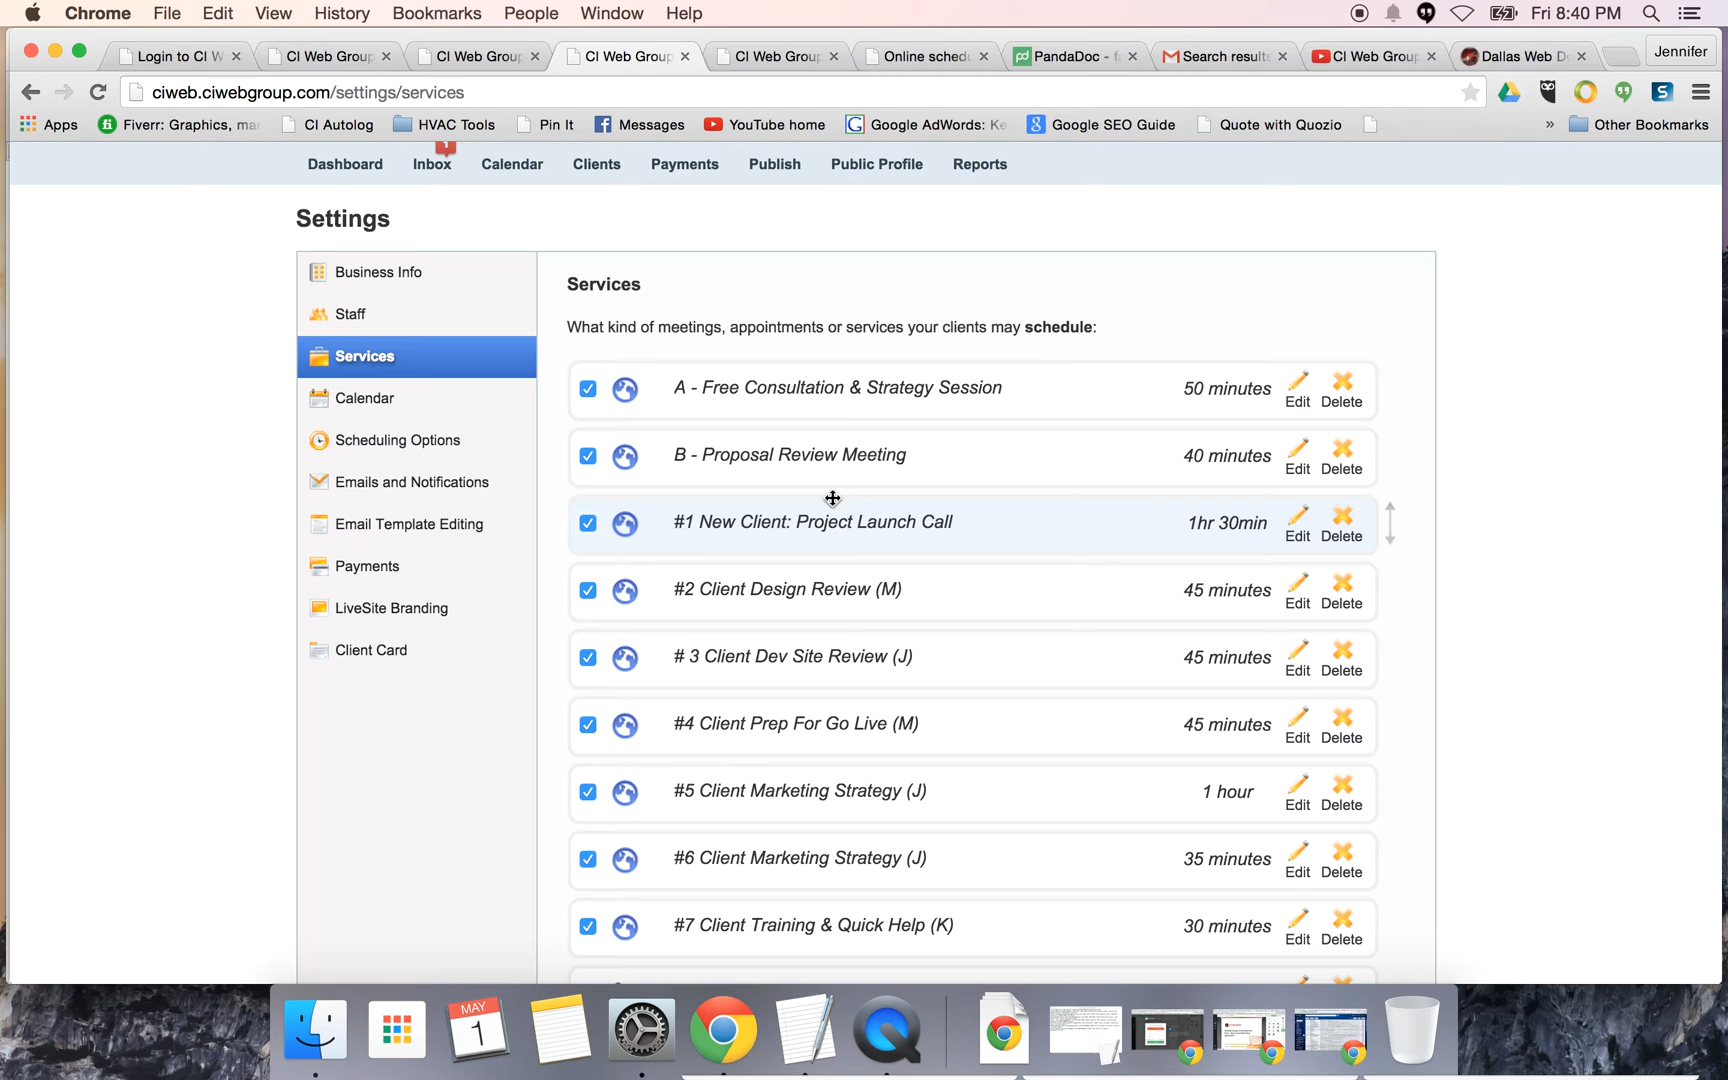 Chrome File Edit View History Bookmarks People Window Help Fri 8:40 PM
Login to CI W CI Web Group CI Web Group CI Web Group CI Web Group Online schedu PandaDoc - f Search results CI Web Group Dallas Web D Jennifer
ciweb.ciwebgroup.com/settings/services
Apps Fiverr: Graphics, mar CI Autolog HVAC Tools Pin It Messages YouTube home Google AdWords: Ke Google SEO Guide Quote with Quozio » Other Bookmarks
1
Dashboard Inbox Calendar Clients Payments Publish Public Profile Reports
Settings
Business Info
Staff
Services
Calendar
Scheduling Options
Emails and Notifications
Email Template Editing
Payments
LiveSite Branding
Client Card
Services
What kind of meetings, appointments or services your clients may schedule:
A - Free Consultation & Strategy Session 50 minutes Edit Delete
B - Proposal Review Meeting 40 minutes Edit Delete
#1 New Client: Project Launch Call 1hr 30min Edit Delete
#2 Client Design Review (M) 45 minutes Edit Delete
# 3 Client Dev Site Review (J) 45 minutes Edit Delete
#4 Client Prep For Go Live (M) 45 minutes Edit Delete
#5 Client Marketing Strategy (J) 1 hour Edit Delete
#6 Client Marketing Strategy (J) 35 minutes Edit Delete
#7 Client Training & Quick Help (K) 30 minutes Edit Delete
MAY
1